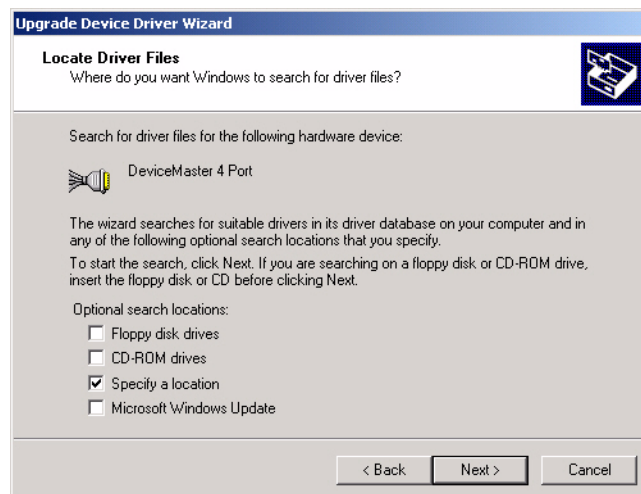 Upgrade Device Driver Wizard
Locate Driver Files
Where do you want Windows to search for driver files?
Search for driver files for the following hardware device:
DeviceMaster 4 Port
The wizard searches for suitable drivers in its driver database on your computer and in
any of the following optional search locations that you specify.
To start the search, click Next. If you are searching on a floppy disk or CD-ROM drive,
insert the floppy disk or CD before clicking Next.
Optional search locations:
Floppy disk drives
CD-ROM drives
Specify a location
Microsoft Windows Update
< Back Next > Cancel